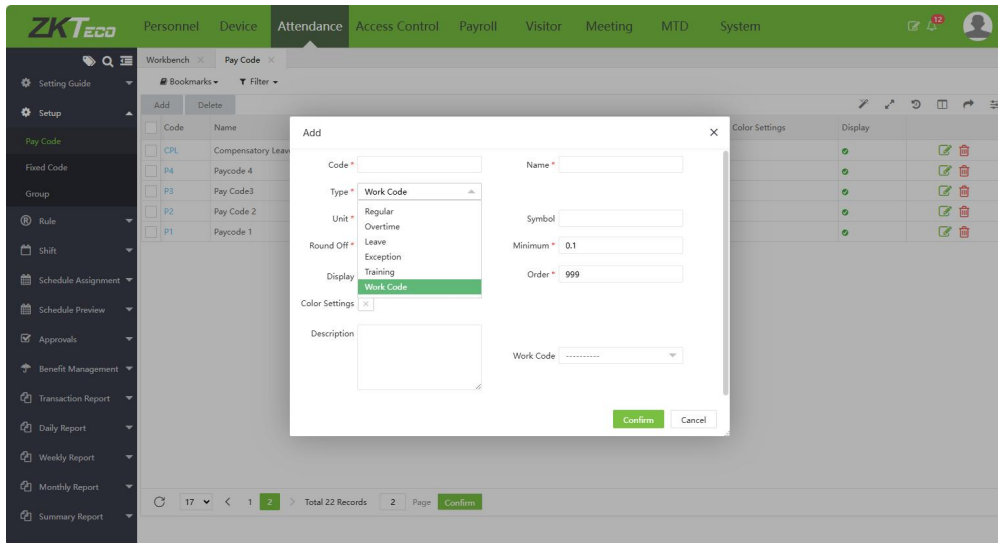 ZKTECO
Personnel Device Attendance Access Control Payroll Visitor Meeting MTD System
12
Workbench Pay Code
Setting Guide
Bookmarks Filter
Setup
Add Delete
Pay Code
Fixed Code
Group
Rule
Shift
Schedule Assignment
Schedule Preview
Approvals
Benefit Management
Transaction Report
Daily Report
Weekly Report
Monthly Report
Summary Report
Code Name Color Settings Display
CPL Compensatory Leav
P4 Paycode 4
P3 Pay Code3
P2 Pay Code 2
P1 Paycode 1
Add
Code * Name *
Type * Work Code
Regular
Overtime
Leave
Exception
Training
Work Code
Unit * Symbol
Round Off * Minimum * 0.1
Display Order * 999
Color Settings
Description
Work Code ----------
Confirm Cancel
17 1 2 Total 22 Records 2 Page Confirm